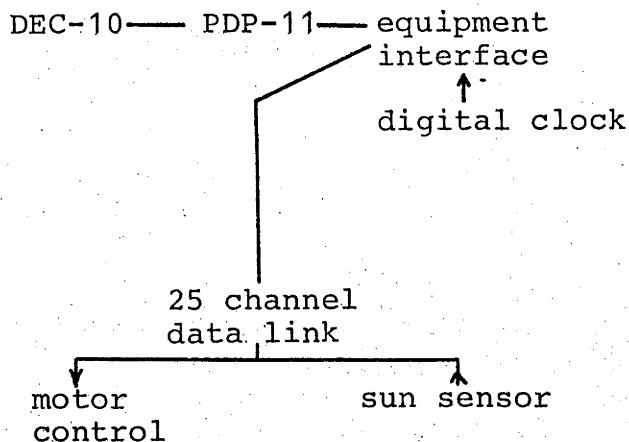 DEC-10 PDP-11 equipment
interface
digital clock
25 channel
data link
motor
control
sun sensor